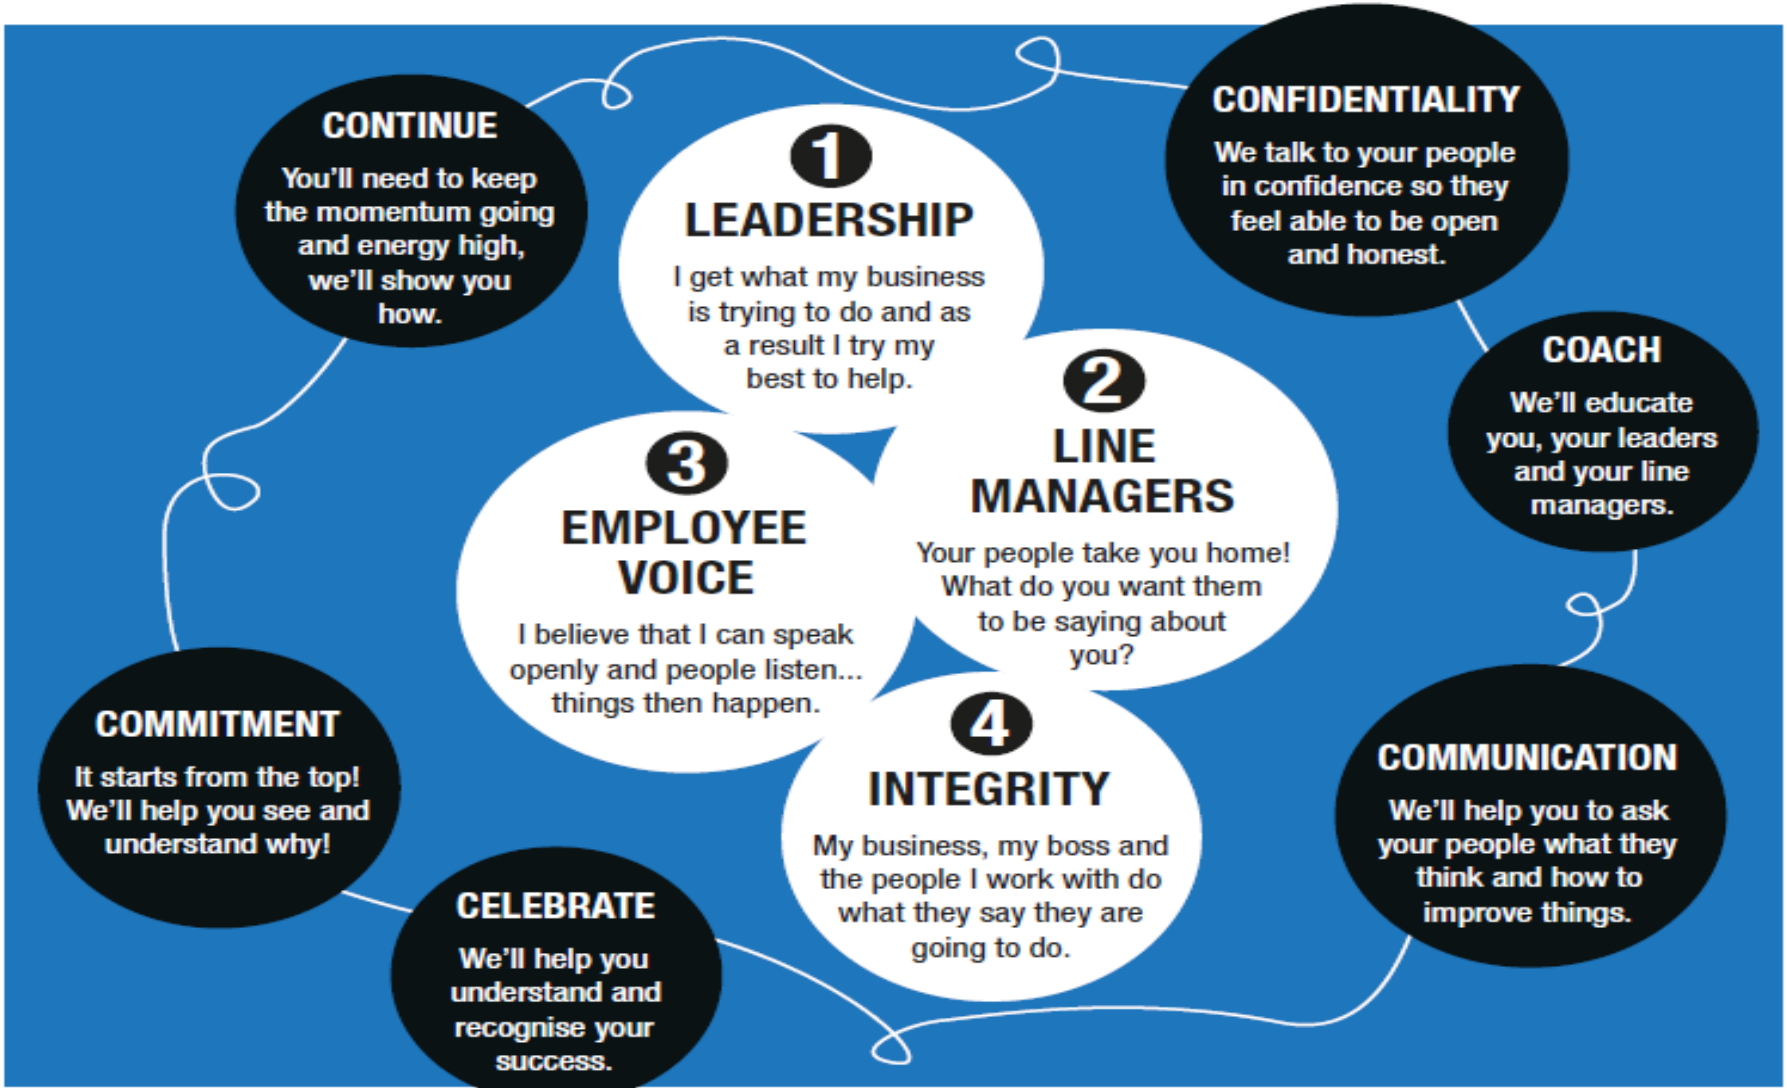 CONTINUE
You'll need to keep
the momentum going
and energy high,
we'll show you
how.
1
LEADERSHIP
I get what my business
is trying to do and as
a result I try my
best to help.
CONFIDENTIALITY
We talk to your people
in confidence so they
feel able to be open
and honest.
2
LINE
MANAGERS
Your people take you home!
What do you want them
to be saying about
you?
COACH
We'll educate
you, your leaders
and your line
managers.
3
EMPLOYEE
VOICE
I believe that I can speak
openly and people listen...
things then happen.
COMMITMENT
It starts from the top!
We'll help you see and
understand why!
4
INTEGRITY
My business, my boss and
the people I work with do
what they say they are
going to do.
COMMUNICATION
We'll help you to ask
your people what they
think and how to
improve things.
CELEBRATE
We'll help you
understand and
recognise your
success.